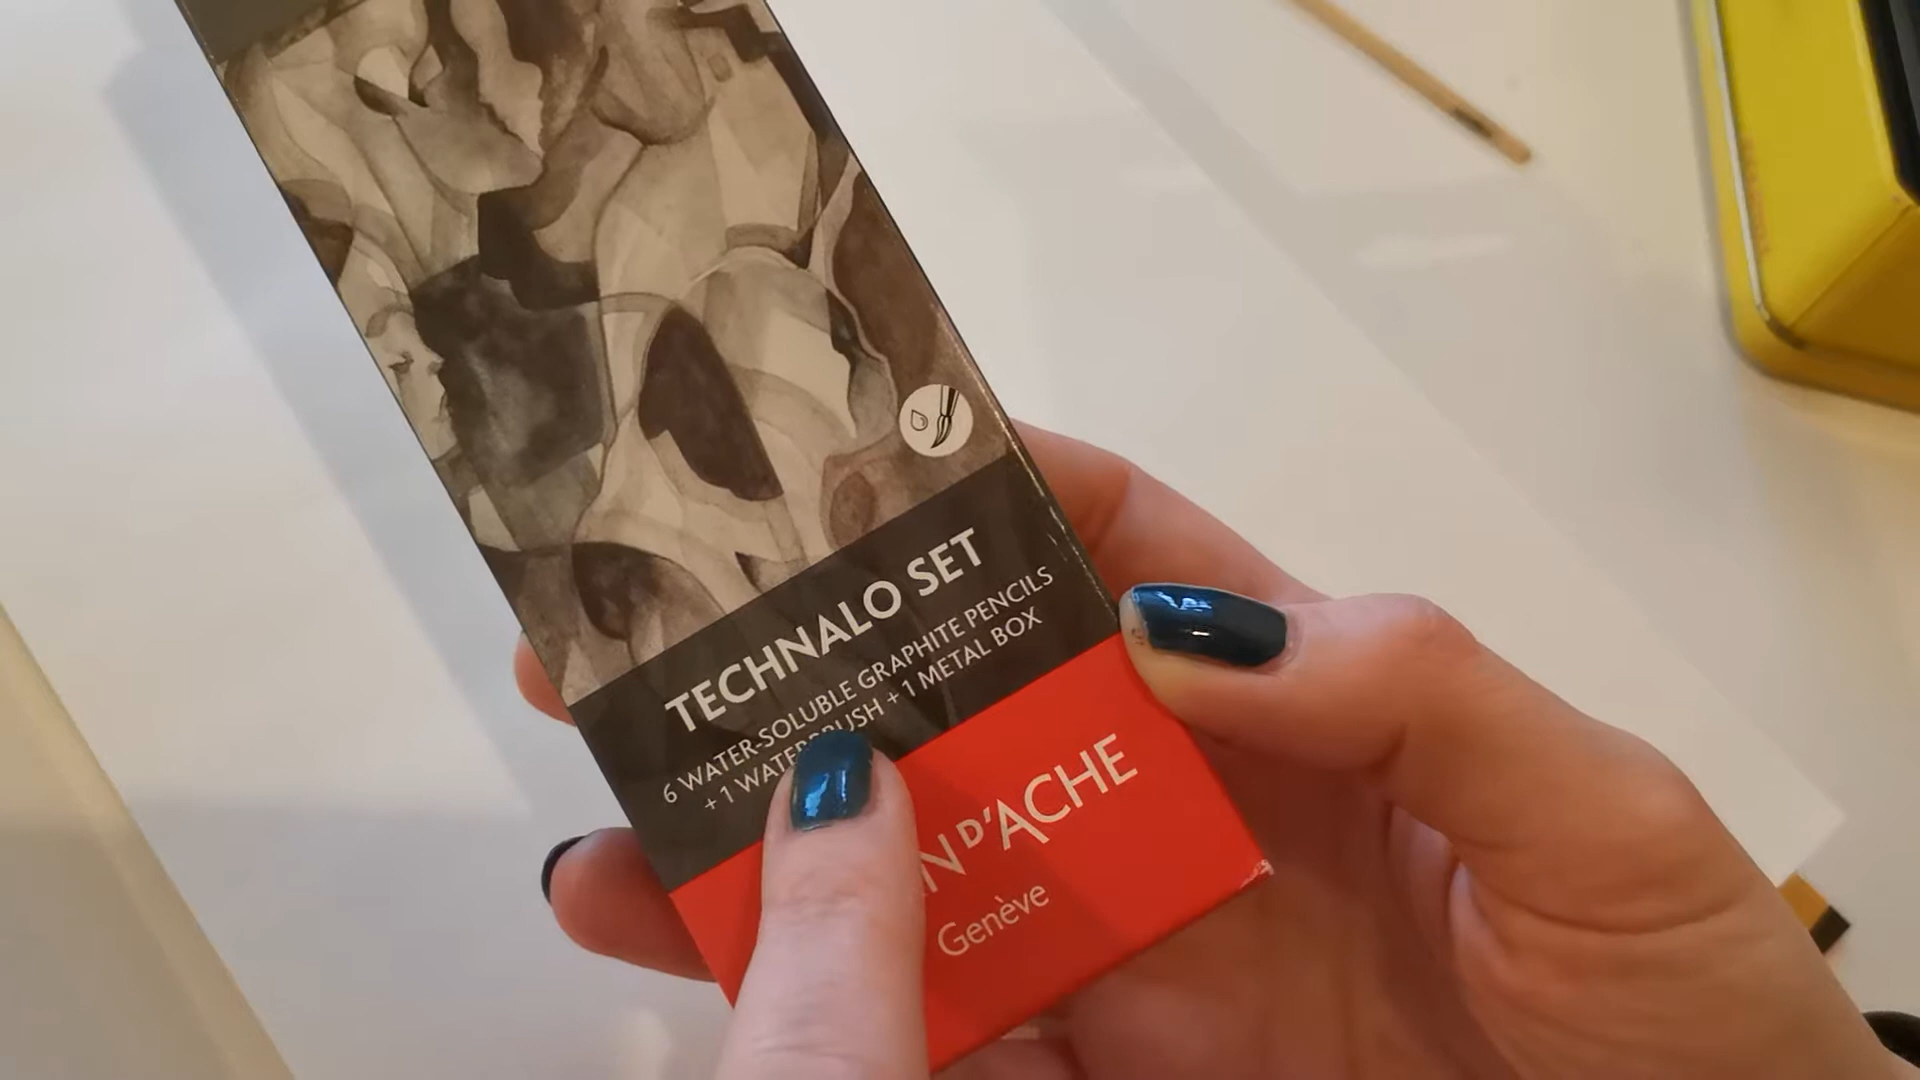 TECHNALO SET
6 WATER-SOLUBLE GRAPHITE PENCILS
+ 1 WATERBRUSH + 1 METAL BOX
D'ACHE
Genève